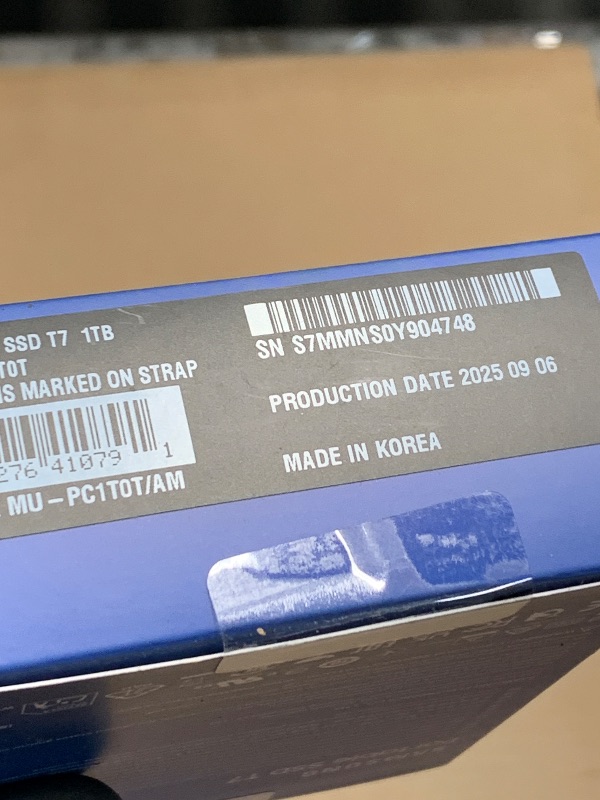 SSD T7 1TB
T0T
IS MARKED ON STRAP
276 41079 1
MU-PC1T0T/AM
SN S7MMNS0Y904748
PRODUCTION DATE 2025 09 06
MADE IN KOREA